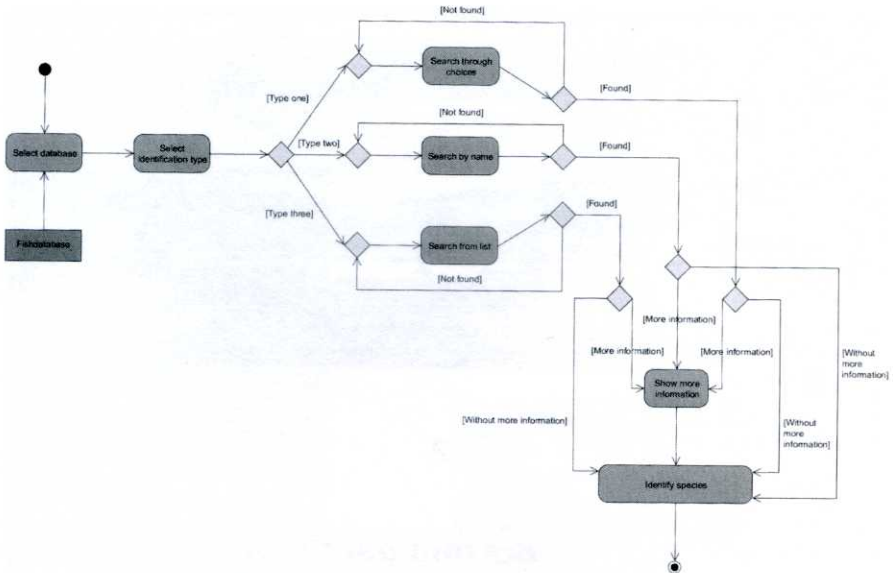 [Not found]
Search through
choices
[Type one]
[Found]
[Not found]
Select database
Select
identification type
[Type two]
Search by name
[Found]
[Type three]
[Found]
Fishdatabase
Search from list
[Not found]
[More information]
[More information]
[More information]
[Without
more
information]
Show more
information
[Without more information]
[Without
more
information]
Identify species